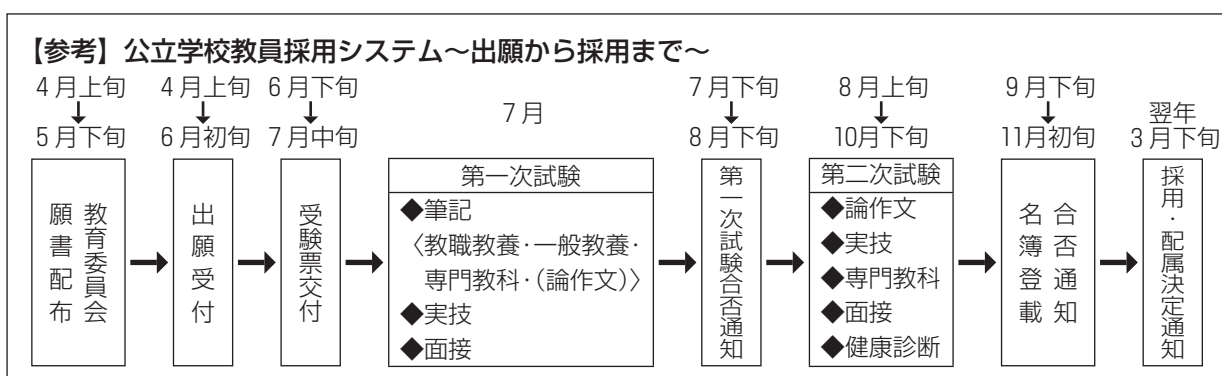 【参考】公立学校教員採用システム～出願から採用まで～
4月上旬
↓
5月下旬
教育委員会
願書配布
4月上旬
↓
6月初旬
出願受付
6月下旬
↓
7月中旬
受験票交付
7月
第一次試験
◆筆記
〈教職教養・一般教養・
専門教科・(論作文)〉
◆実技
◆面接
7月下旬
↓
8月下旬
第一次試験合否通知
8月上旬
↓
10月下旬
第二次試験
◆論作文
◆実技
◆専門教科
◆面接
◆健康診断
9月下旬
↓
11月初旬
合否通知
名簿登載
翌年
3月下旬
採用・配属決定通知